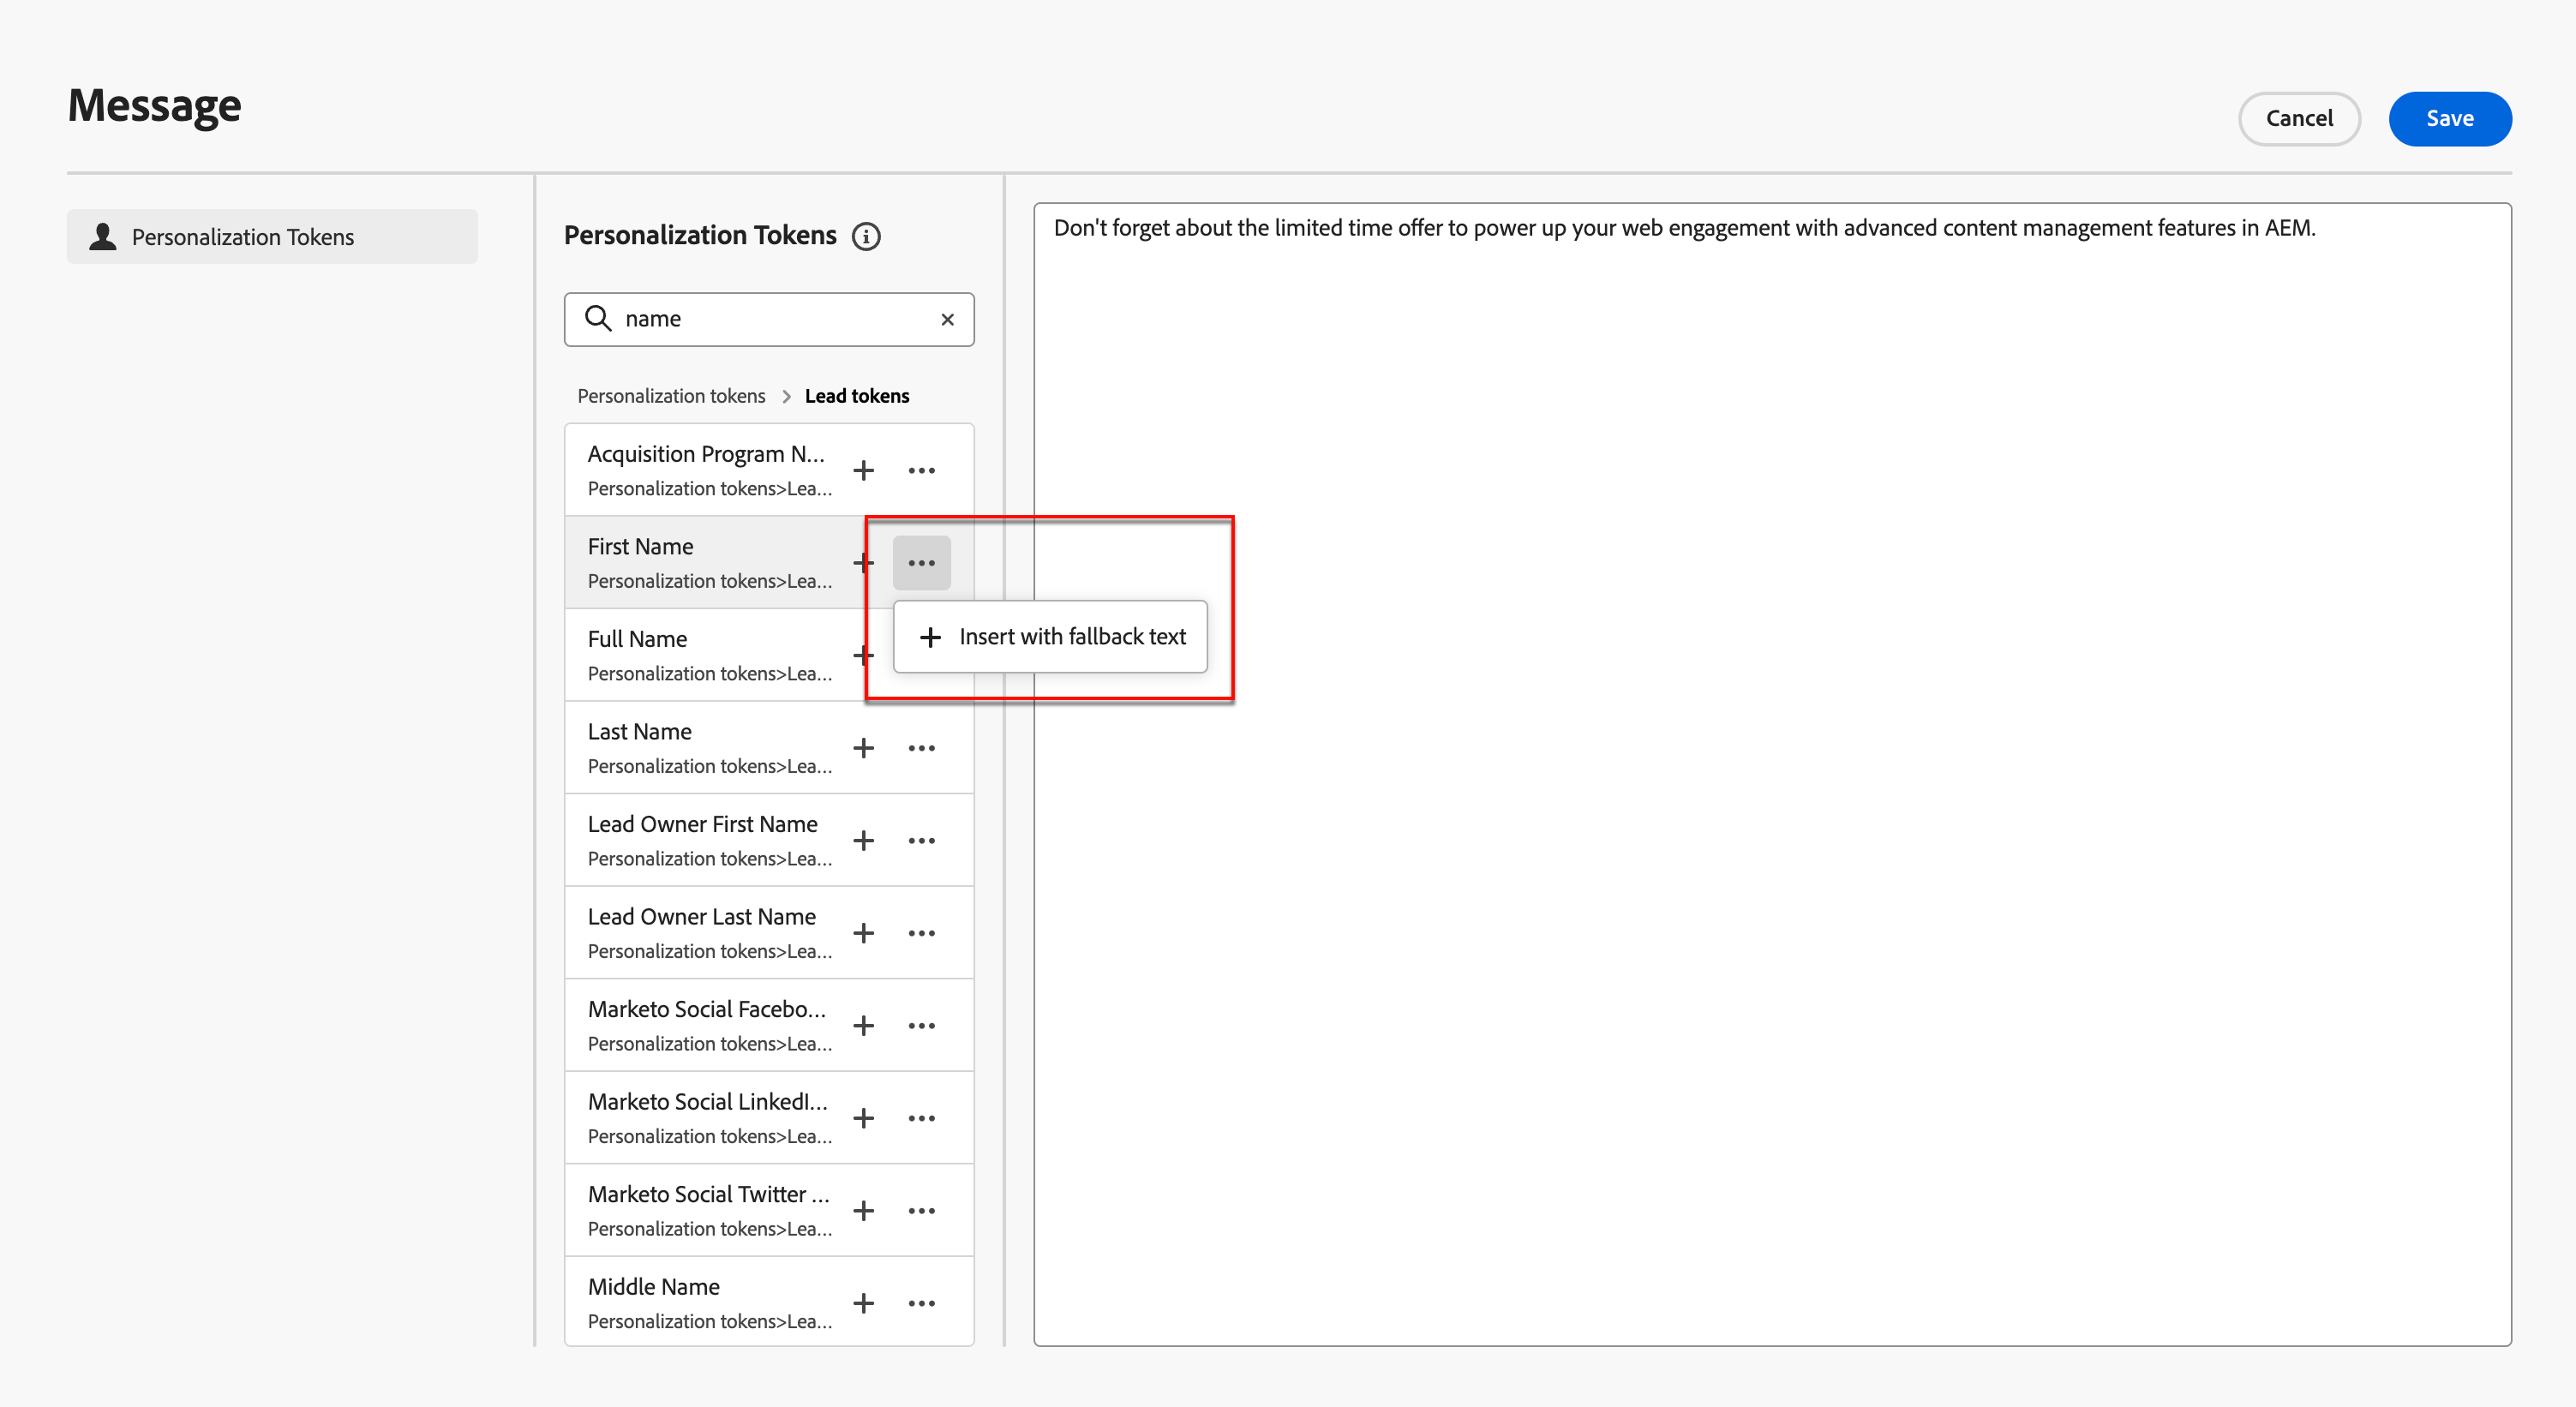 Message
Cancel
Save
Personalization Tokens
Personalization Tokens
name
Personalization tokens > Lead tokens
Acquisition Program N...
Personalization tokens>Lea...
First Name
Personalization tokens>Lea...
Insert with fallback text
Full Name
Personalization tokens>Lea...
Last Name
Personalization tokens>Lea...
Lead Owner First Name
Personalization tokens>Lea...
Lead Owner Last Name
Personalization tokens>Lea...
Marketo Social Facebo...
Personalization tokens>Lea...
Marketo Social LinkedI...
Personalization tokens>Lea...
Marketo Social Twitter ...
Personalization tokens>Lea...
Middle Name
Personalization tokens>Lea...
Don't forget about the limited time offer to power up your web engagement with advanced content management features in AEM.